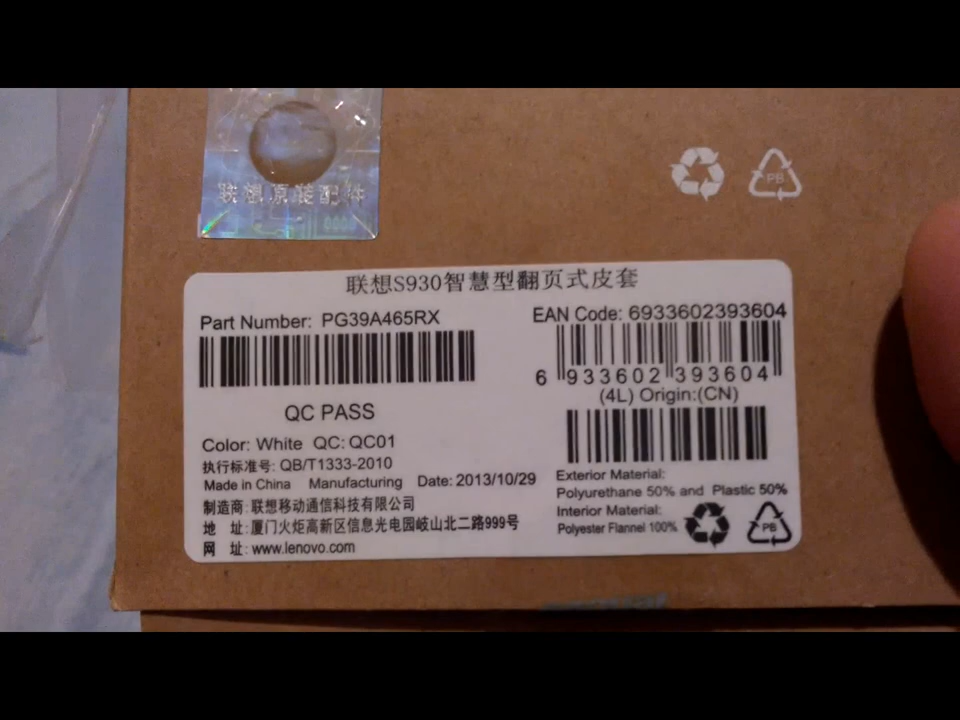 联想原装配件
PB
联想S930智慧型翻页式皮套
Part Number: PG39A465RX
EAN Code: 6933602393604
6 933602 393604
(4L) Origin:(CN)
QC PASS
Color: White QC: QC01
执行标准号: QB/T1333-2010
Made in China Manufacturing Date: 2013/10/29
制造商: 联想移动通信科技有限公司
地 址: 厦门火炬高新区信息光电园岐山北二路999号
网 址: www.lenovo.com
Exterior Material:
Polyurethane 50% and Plastic 50%
Interior Material:
Polyester Flannel 100%
PB